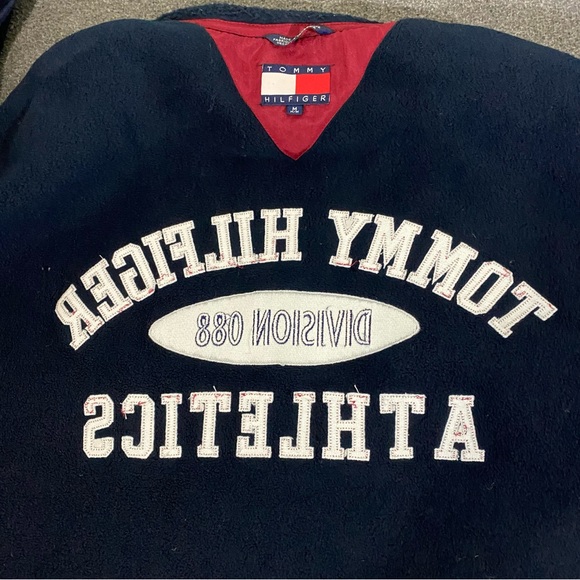 TOMMY
HILFIGER
M
TOMMY HILFIGER
DIVISION 088
ATHLETICS